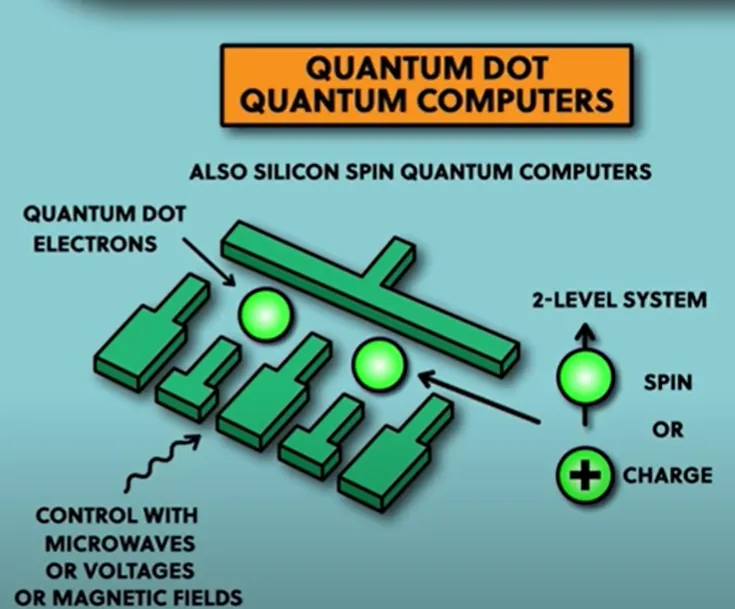 QUANTUM DOT
QUANTUM COMPUTERS
ALSO SILICON SPIN QUANTUM COMPUTERS
QUANTUM DOT
ELECTRONS
2-LEVEL SYSTEM
SPIN
OR
CHARGE
CONTROL WITH
MICROWAVES
OR VOLTAGES
OR MAGNETIC FIELDS